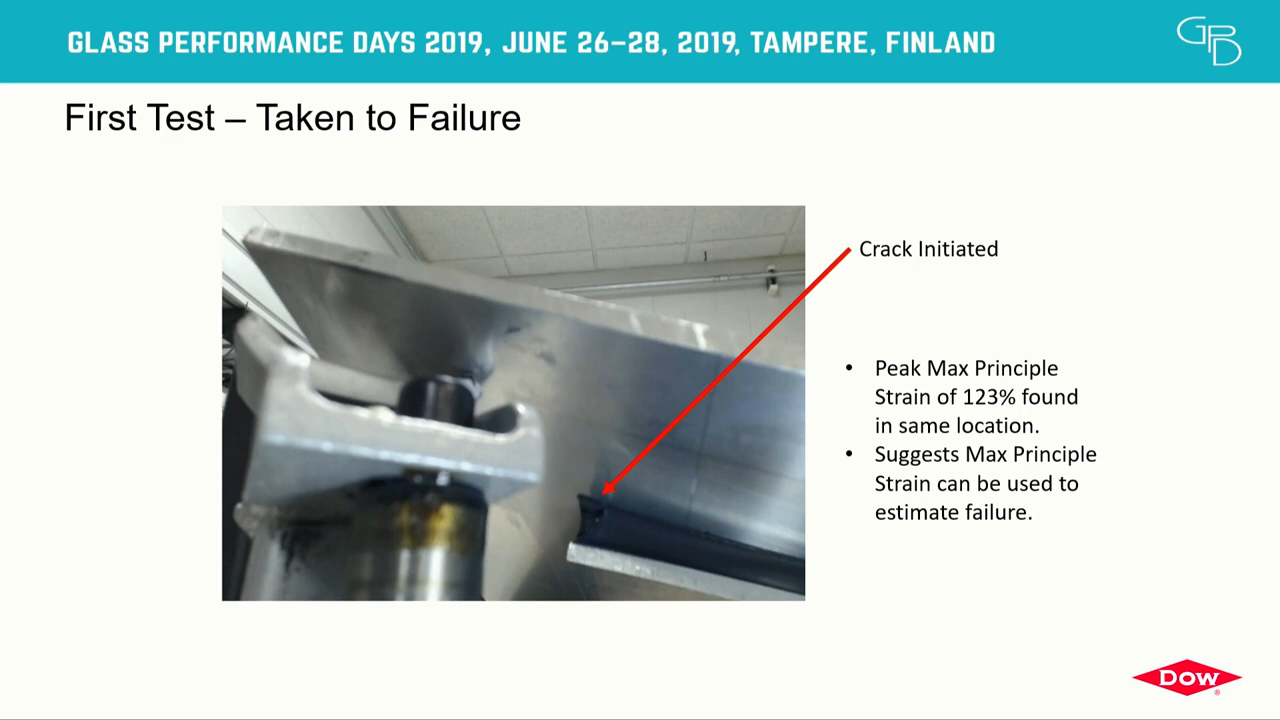 GLASS PERFORMANCE DAYS 2019, JUNE 26–28, 2019, TAMPERE, FINLAND
GPD
First Test – Taken to Failure
Crack Initiated
• Peak Max Principle
Strain of 123% found
in same location.
• Suggests Max Principle
Strain can be used to
estimate failure.
DOW
®